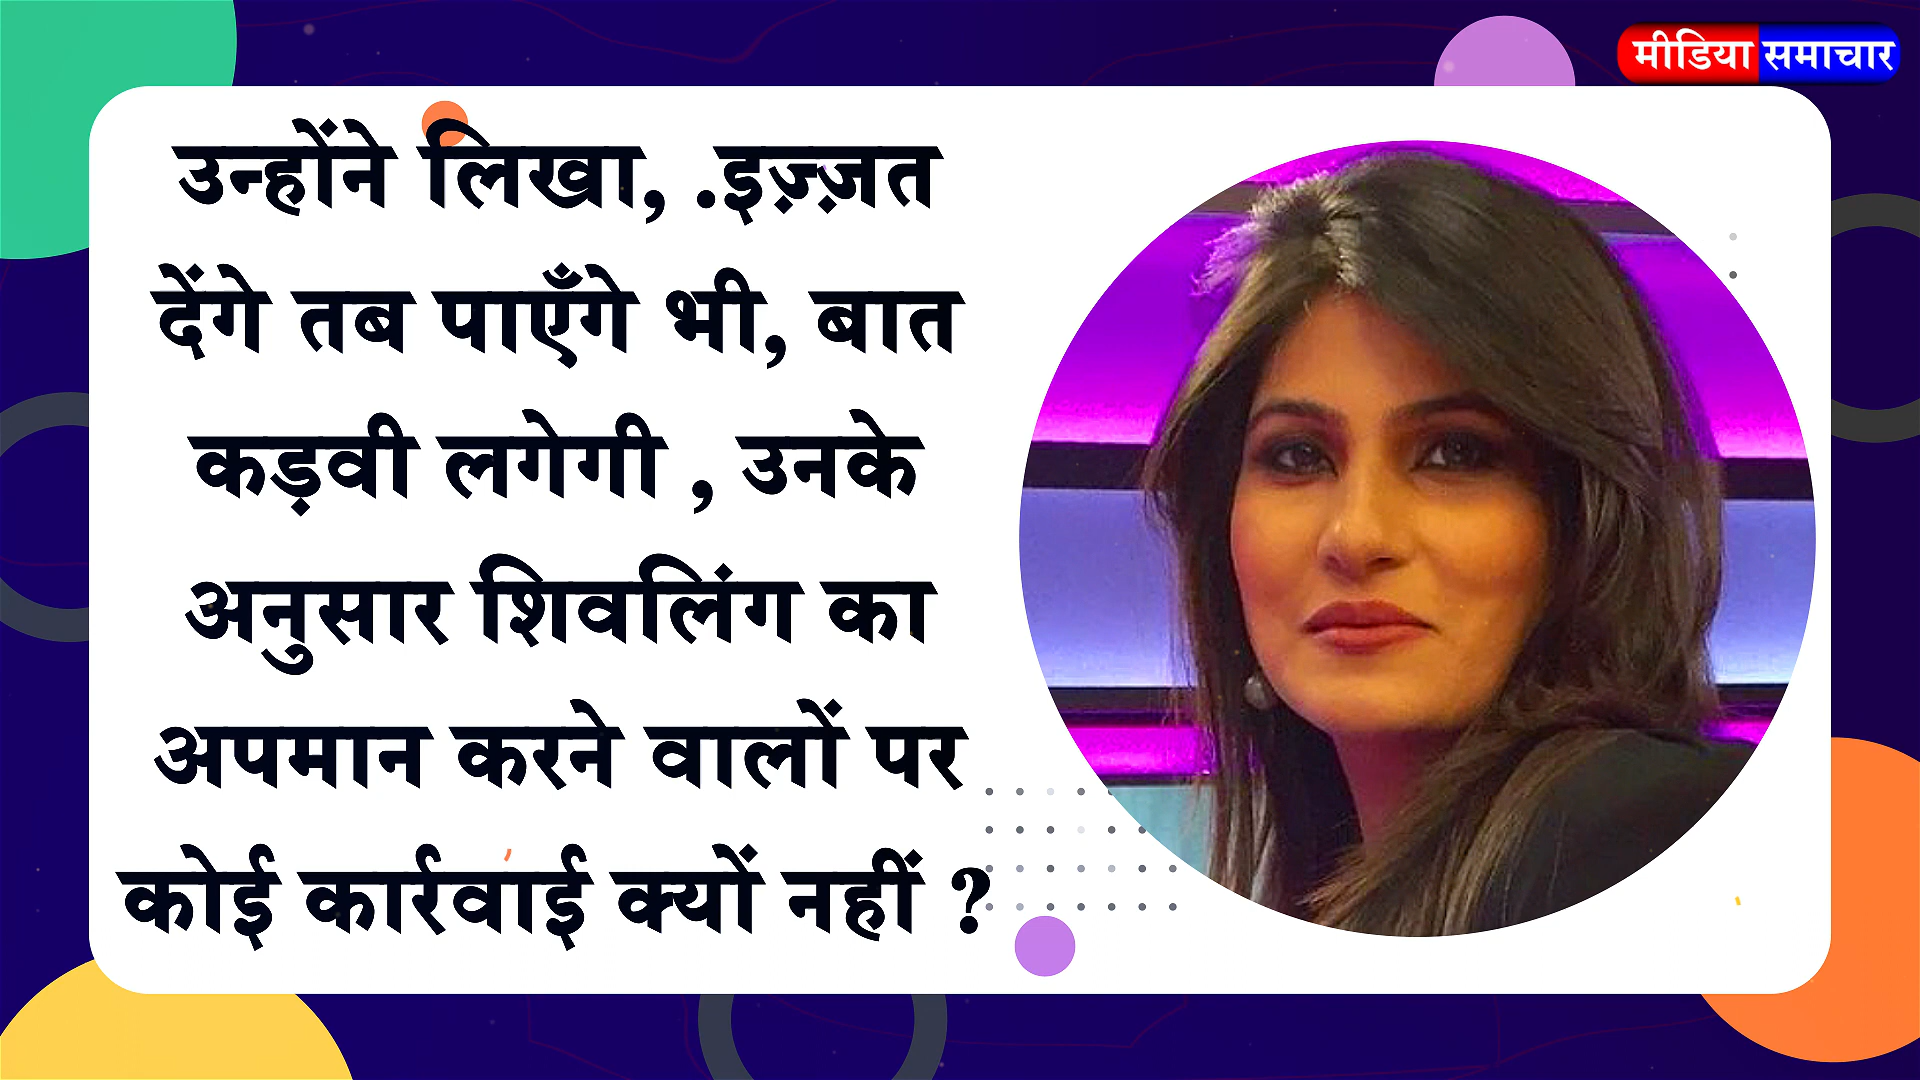 मीडिया समाचार
उन्होंने लिखा, .इज़्ज़त
देंगे तब पाएँगे भी, बात
कड़वी लगेगी , उनके
अनुसार शिवलिंग का
अपमान करने वालों पर
कोई कार्रवाई क्यों नहीं ?